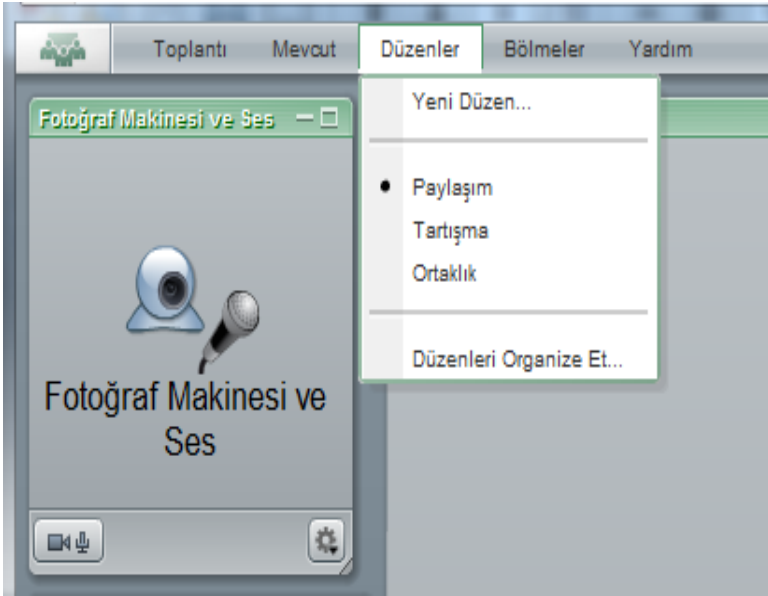 Toplantı Mevcut Düzenler Bölmeler Yardım
Fotoğraf Makinesi ve Ses
Yeni Düzen...
Paylaşım
Tartışma
Ortaklık
Düzenleri Organize Et...
Fotoğraf Makinesi ve
Ses